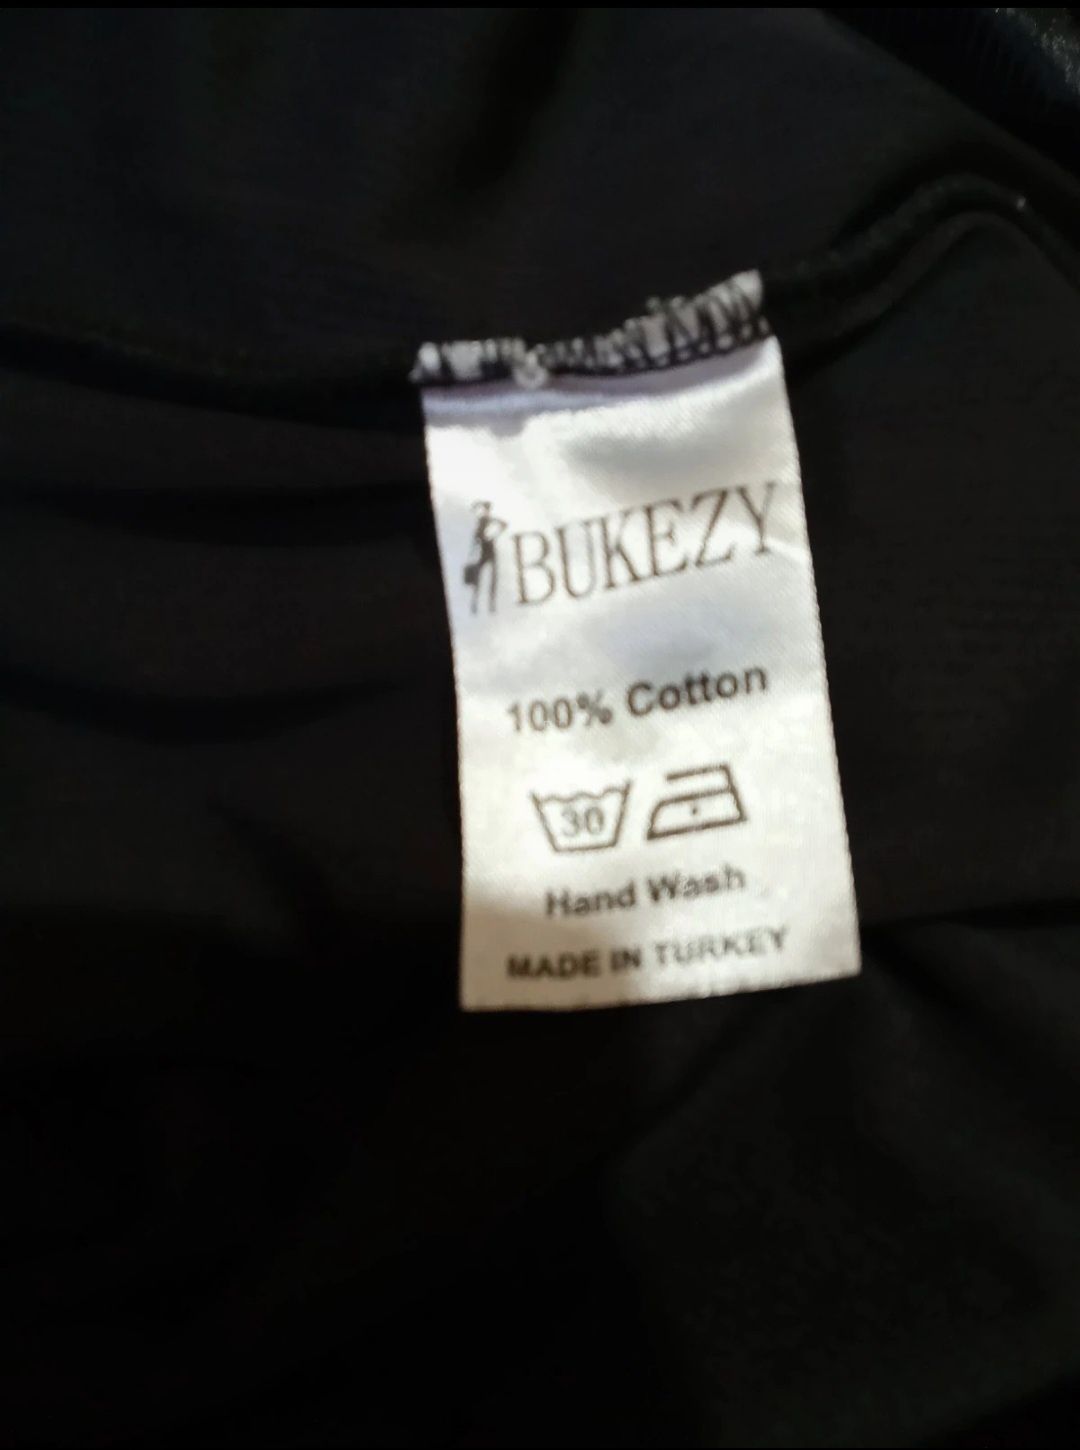 BUKEZY
100% Cotton
30
Hand Wash
MADE IN TURKEY